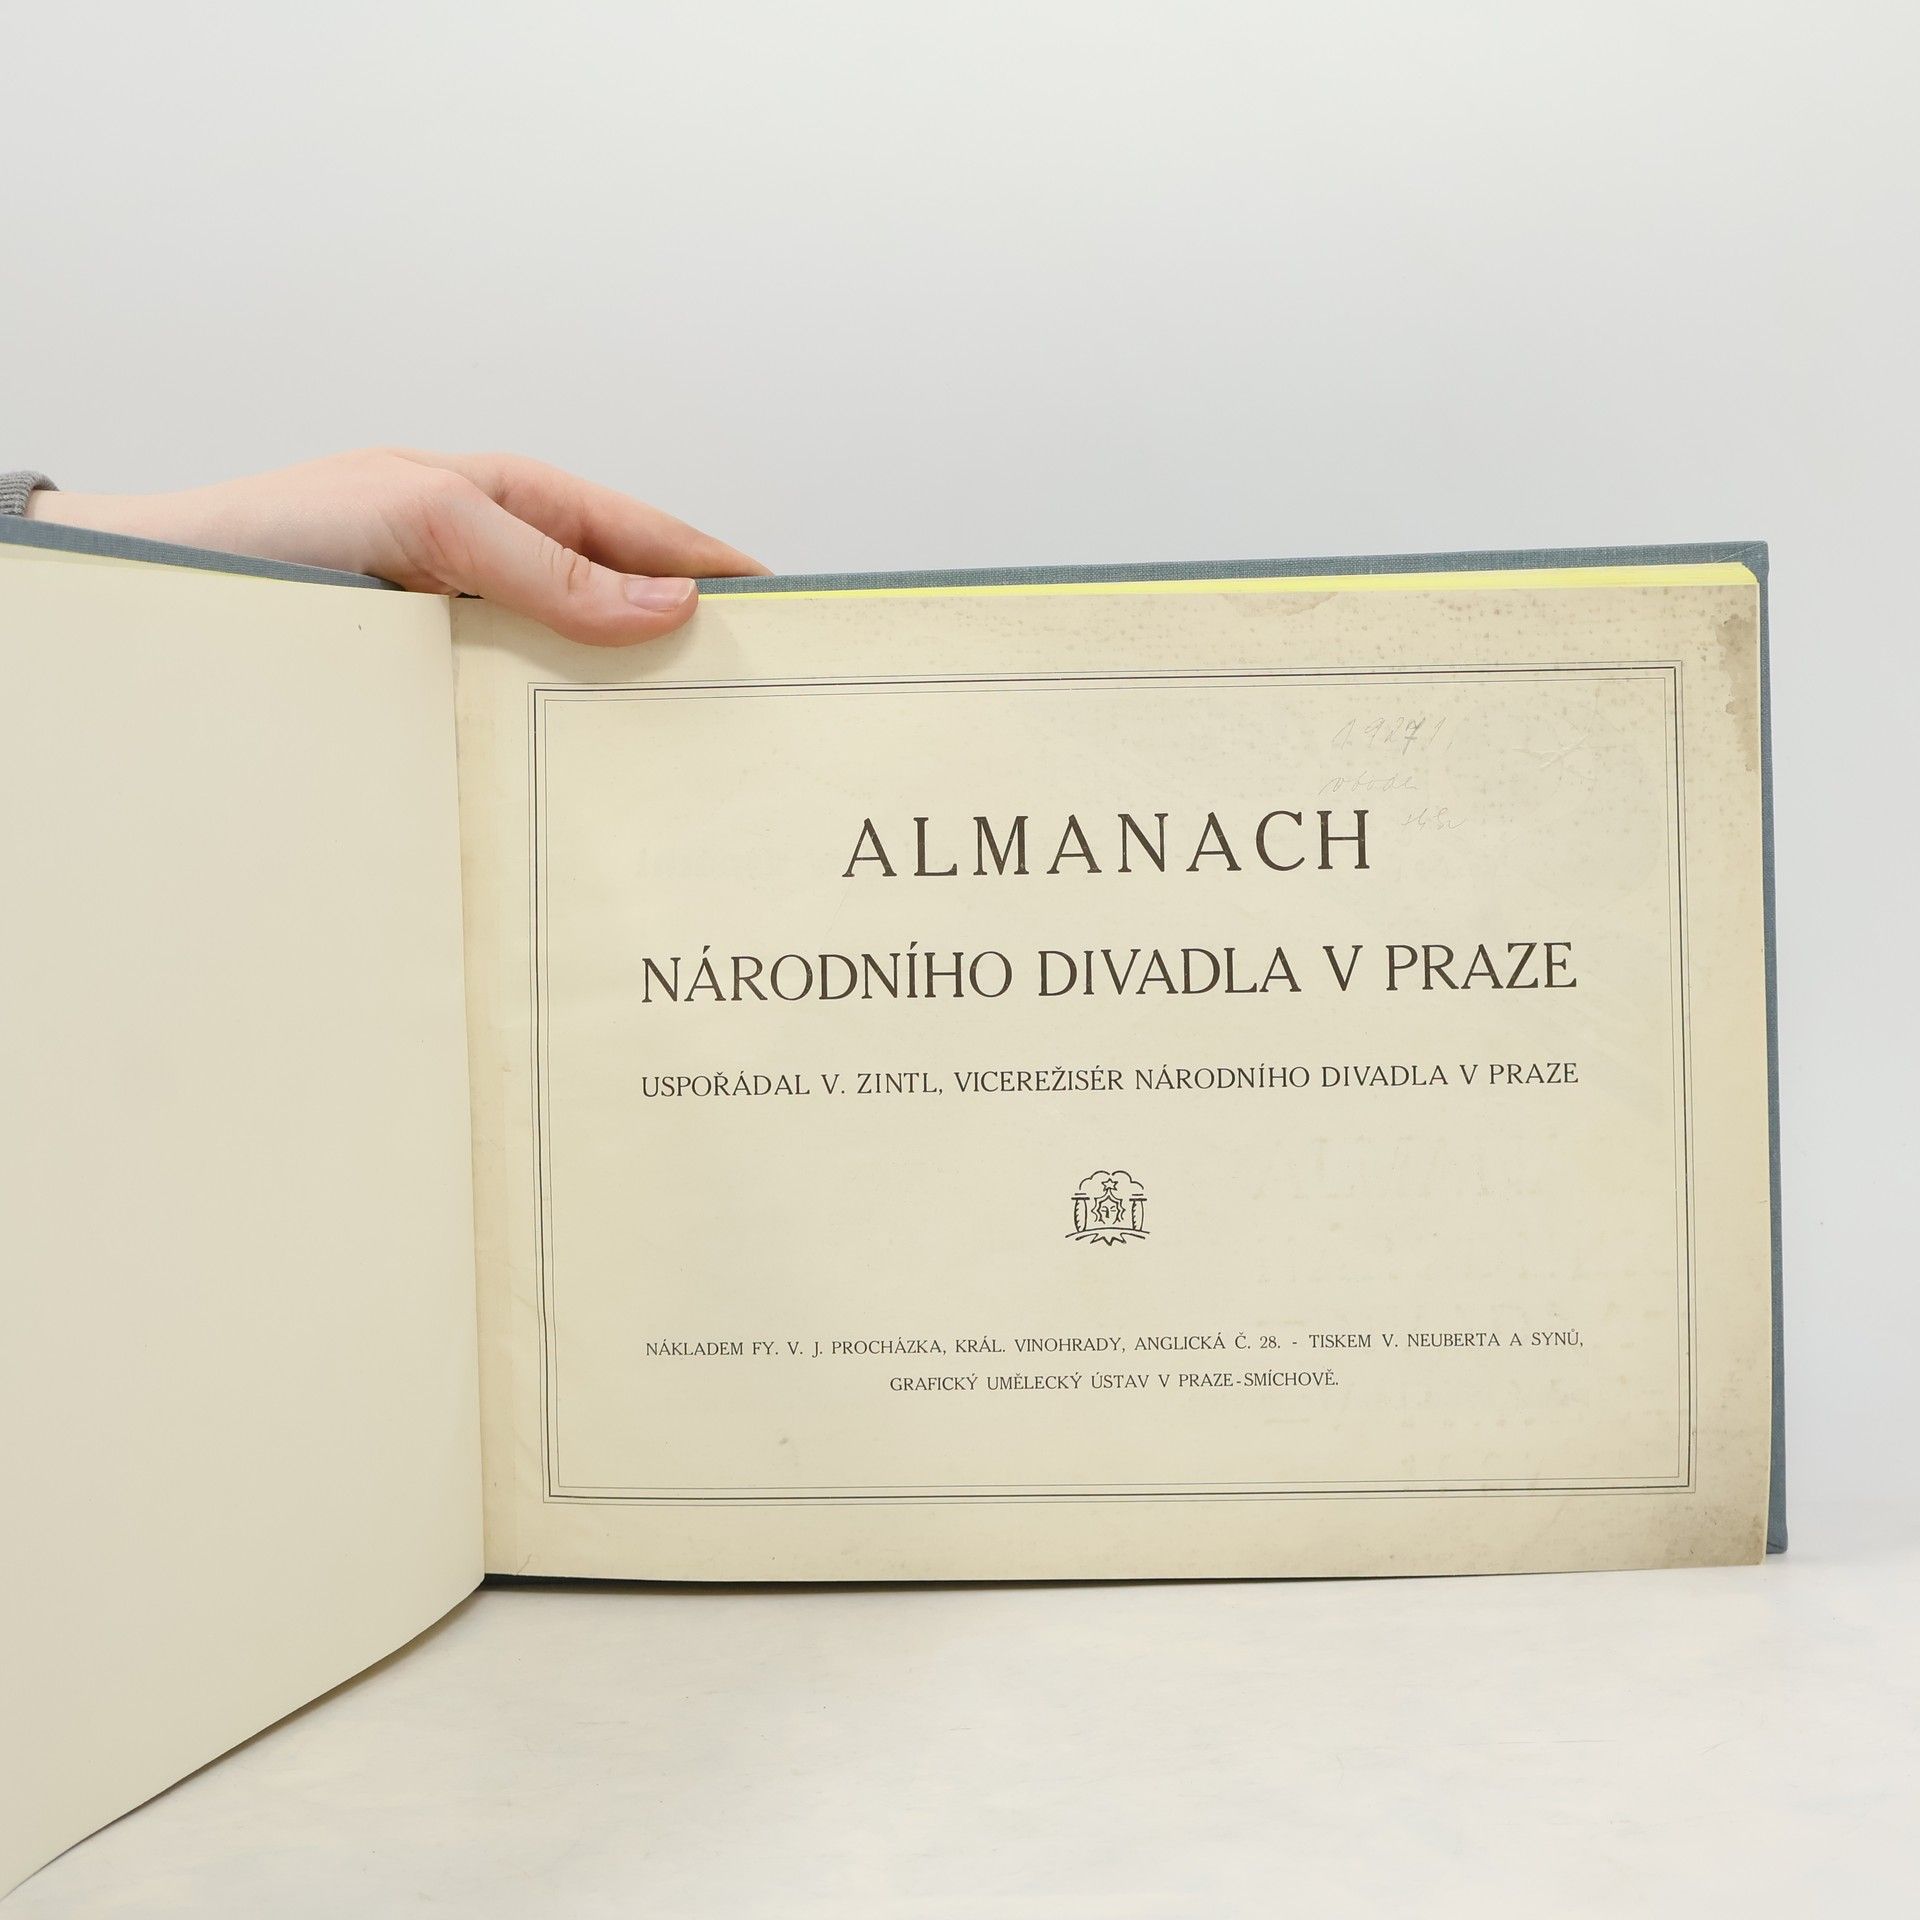 ALMANACH
NÁRODNÍHO DIVADLA V PRAZE
USPOŘÁDAL V. ZINTL, VICEREŽISÉR NÁRODNÍHO DIVADLA V PRAZE
NÁKLADEM FY. V. J. PROCHÁZKA, KRÁL. VINOHRADY, ANGLICKÁ Č. 28. - TISKEM V. NEUBERTA A SYNŮ,
GRAFICKÝ UMĚLECKÝ ÚSTAV V PRAZE-SMÍCHOVĚ.